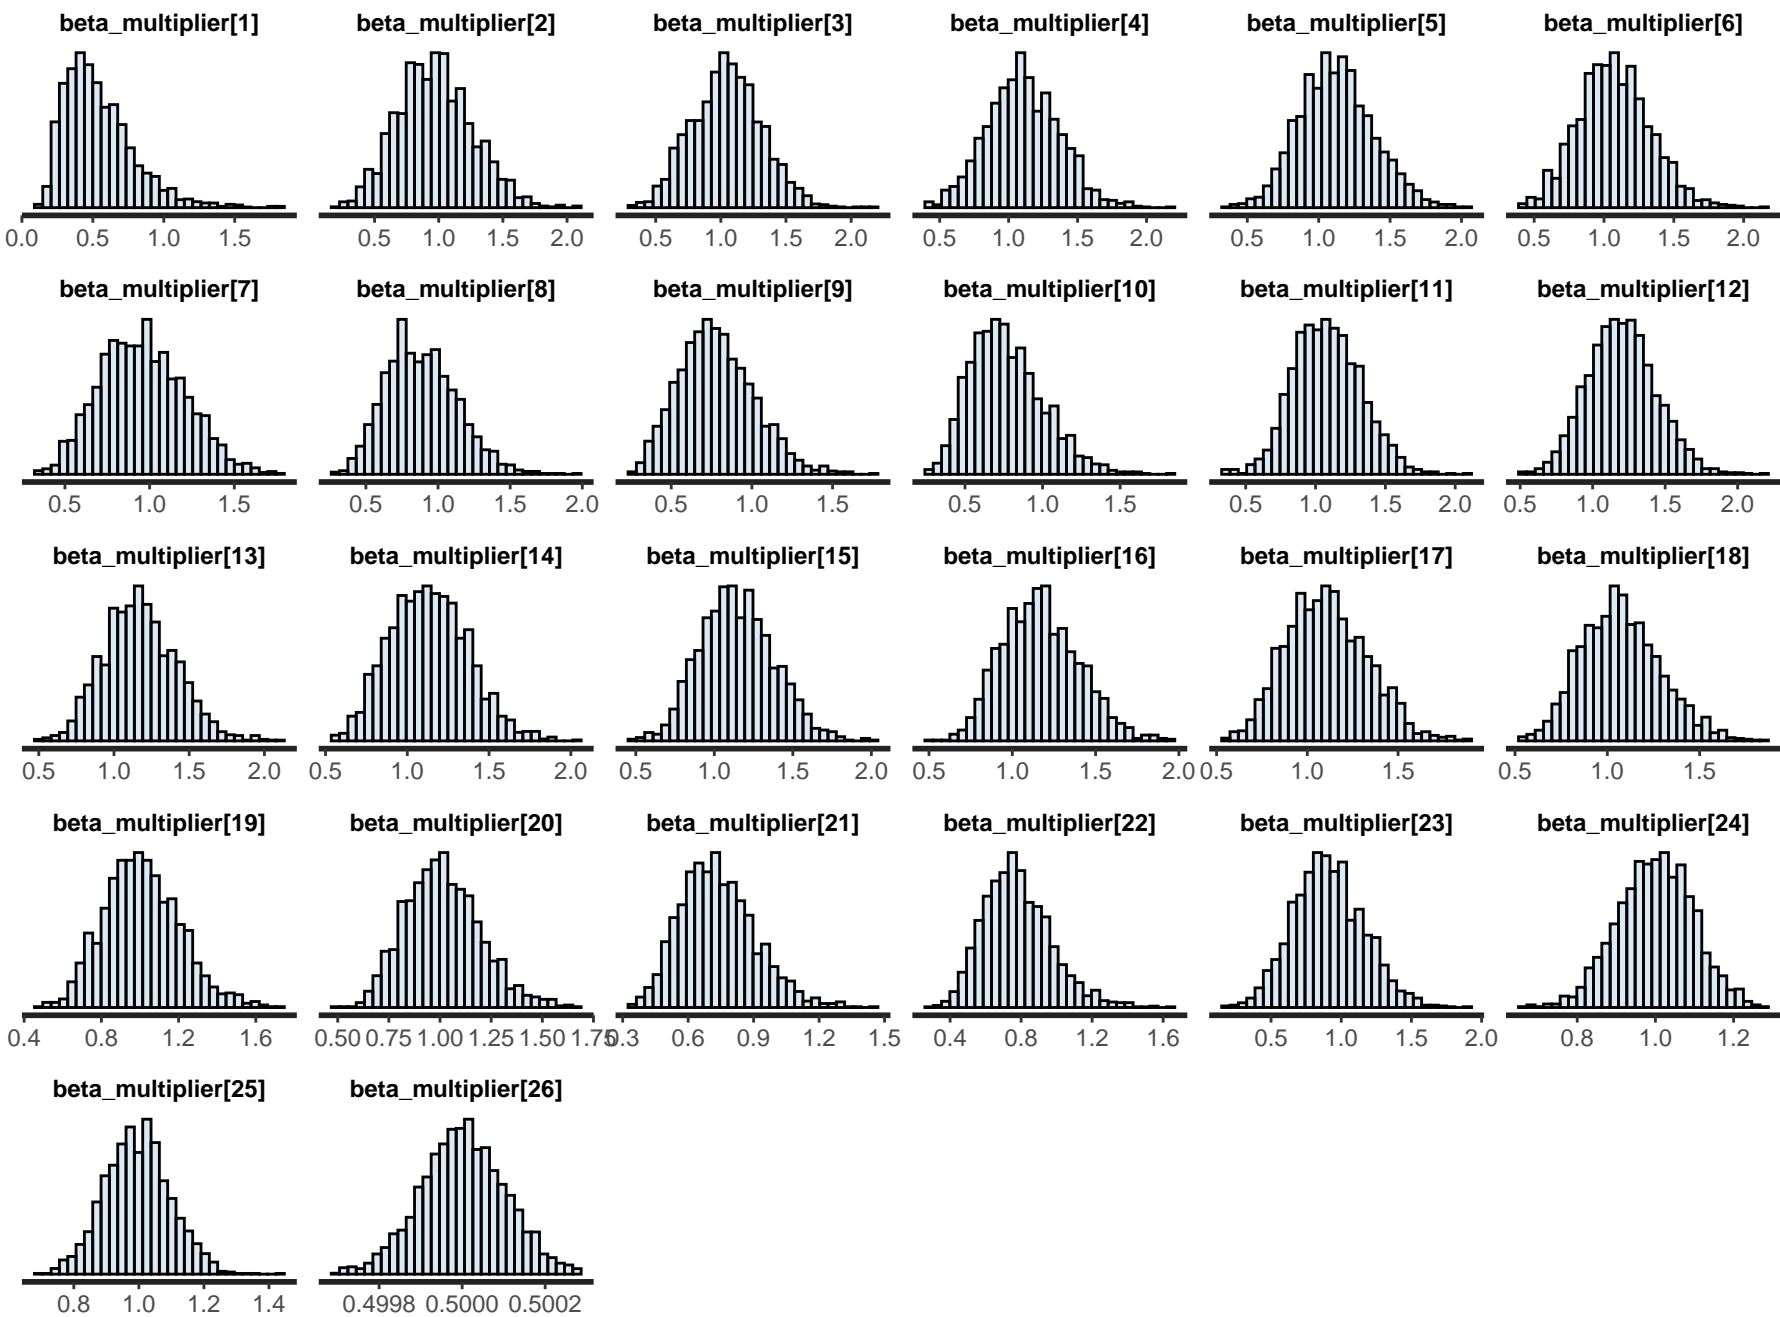 beta_multiplier[1] beta_multiplier[2] beta_multiplier[3] beta_multiplier[4] beta_multiplier[5] beta_multiplier[6]
0.0 0.5 1.0 1.5 0.5 1.0 1.5 2.0 0.5 1.0 1.5 2.0 0.5 1.0 1.5 2.0 0.5 1.0 1.5 2.0 0.5 1.0 1.5 2.0
beta_multiplier[7] beta_multiplier[8] beta_multiplier[9] beta_multiplier[10] beta_multiplier[11] beta_multiplier[12]
0.5 1.0 1.5 0.5 1.0 1.5 2.0 0.5 1.0 1.5 0.5 1.0 1.5 0.5 1.0 1.5 2.0 0.5 1.0 1.5 2.0
beta_multiplier[13] beta_multiplier[14] beta_multiplier[15] beta_multiplier[16] beta_multiplier[17] beta_multiplier[18]
0.5 1.0 1.5 2.0 0.5 1.0 1.5 2.0 0.5 1.0 1.5 2.0 0.5 1.0 1.5 2.0 0.5 1.0 1.5 0.5 1.0 1.5
beta_multiplier[19] beta_multiplier[20] beta_multiplier[21] beta_multiplier[22] beta_multiplier[23] beta_multiplier[24]
0.4 0.8 1.2 1.6 0.50 0.75 1.00 1.25 1.50 1.75 0.3 0.6 0.9 1.2 1.5 0.4 0.8 1.2 1.6 0.5 1.0 1.5 2.0 0.8 1.0 1.2
beta_multiplier[25] beta_multiplier[26]
0.8 1.0 1.2 1.4 0.4998 0.5000 0.5002